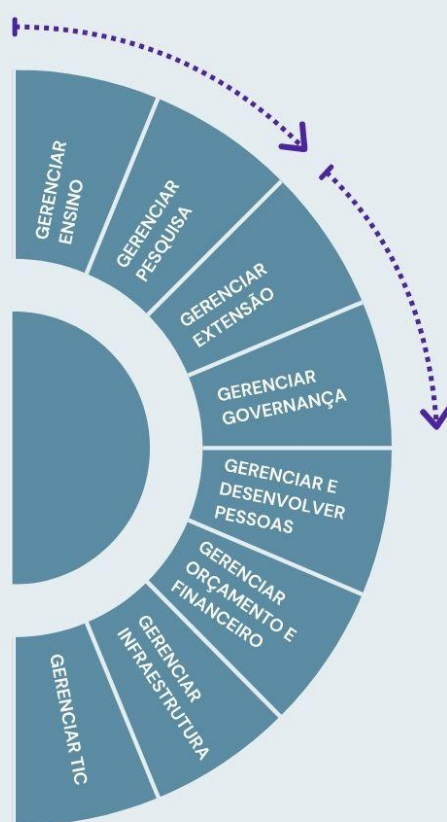 GERENCIAR
ENSINO
GERENCIAR
PESQUISA
GERENCIAR
EXTENSÃO
GERENCIAR
GOVERNANÇA
GERENCIAR E
DESENVOLVER
PESSOAS
GERENCIAR
ORÇAMENTO E
FINANCEIRO
GERENCIAR
INFRAESTRUTURA
GERENCIAR TIC